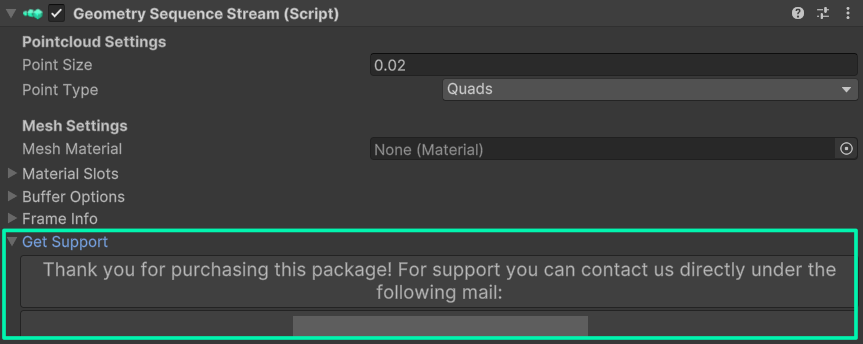 Geometry Sequence Stream (Script)
Pointcloud Settings
Point Size 0.02
Point Type Quads
Mesh Settings
Mesh Material None (Material)
Material Slots
Buffer Options
Frame Info
Get Support
Thank you for purchasing this package! For support you can contact us directly under the
following mail: